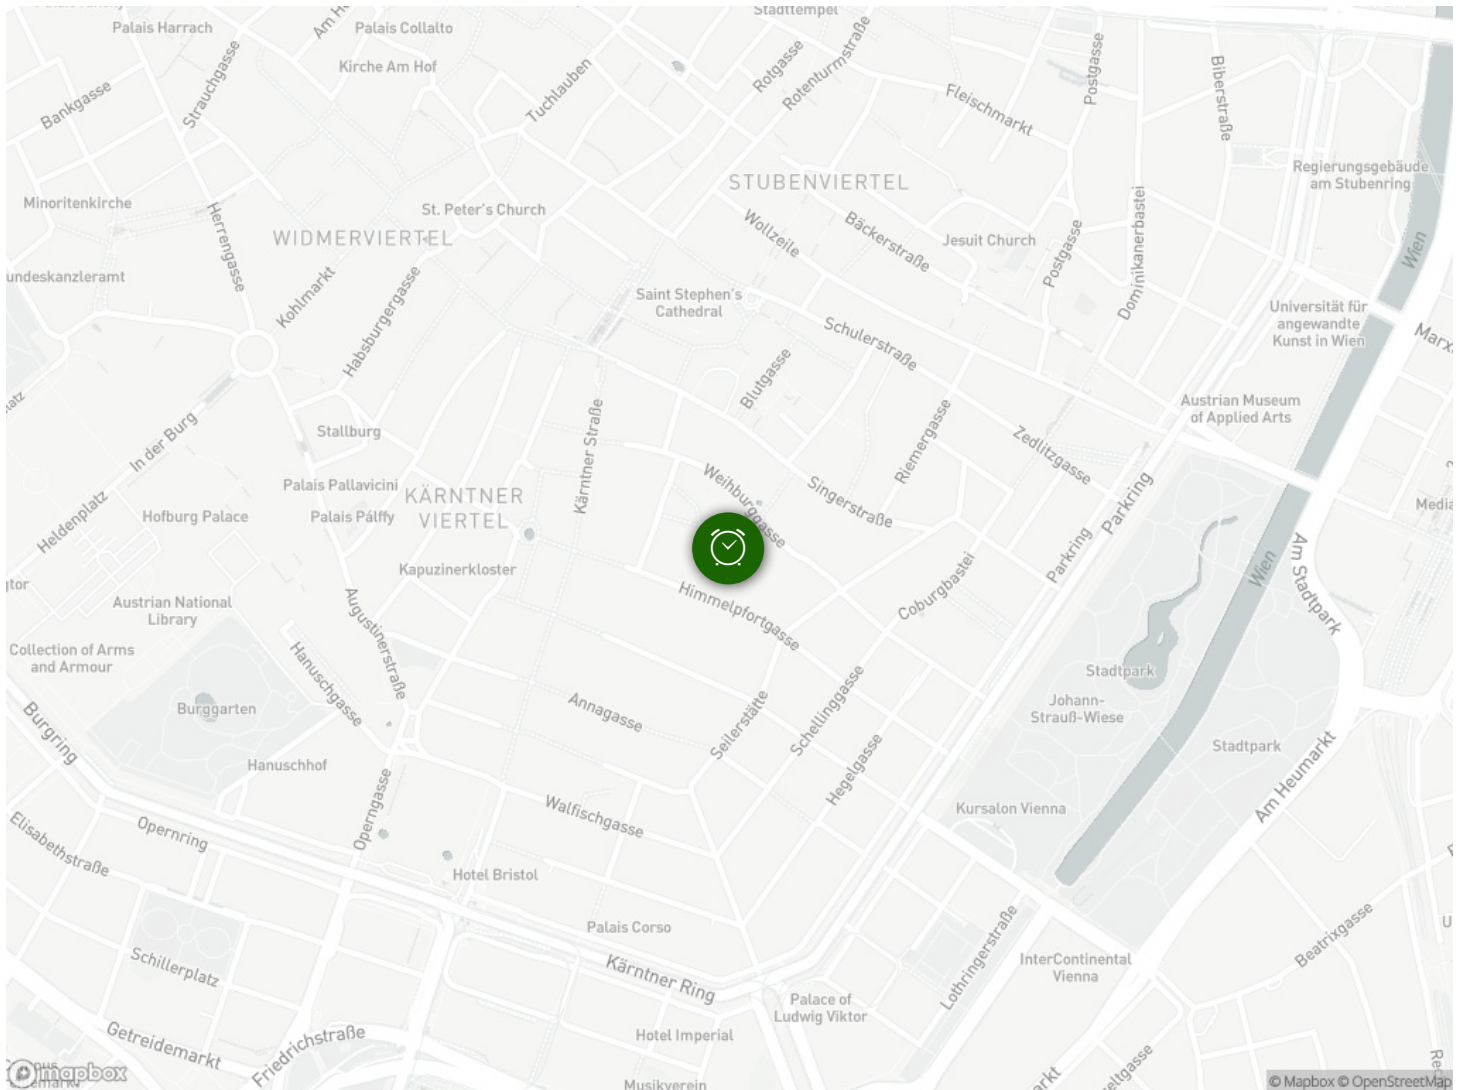 Palais Harrach
Palais Collalto
Stadttempel
Kirche Am Hof
Bankgasse
Strauchgasse
Tuchlauben
Rotgasse
Rotenturmstraße
Fleischmarkt
Postgasse
Biberstraße
Regierungsgebäude
am Stubenring
STUBENVIERTEL
Minoritenkirche
Herrengasse
St. Peter's Church
WIDMERVIERTEL
Wollzeile
Bäckerstraße
Jesuit Church
Postgasse
Dominikanerbastei
Wien
undeskanzleramt
Kohlmarkt
Habsburgergasse
Saint Stephen's
Cathedral
Schulerstraße
Universität für
angewandte
Kunst in Wien
Marx
Blutgasse
Austrian Museum
of Applied Arts
Stallburg
In der Burg
Kärntner Straße
Riemergasse
Zedlitzgasse
Palais Pallavicini
KÄRNTNER
VIERTEL
Weihburggasse
Singerstraße
Parkring
Media
Heldenplatz
Hofburg Palace
Palais Pálffy
Parkring
Wien
Am Stadtpark
Kapuzinerkloster
gtor
Austrian National
Library
Augustinerstraße
Himmelpfortgasse
Coburgbastei
Collection of Arms
and Armour
Hanuschgasse
Stadtpark
Johann-
Strauß-Wiese
Burggarten
Annagasse
Seilerstätte
Schellinggasse
Burgring
Stadtpark
Hanuschhof
Hegelgasse
Am Heumarkt
Operngasse
Walfischgasse
Kursalon Vienna
Opernring
Elisabethstraße
Hotel Bristol
Palais Corso
Lothringerstraße
Beatrixgasse
Schillerplatz
Kärntner Ring
InterContinental
Vienna
Palace of
Ludwig Viktor
Getreidemarkt
Friedrichstraße
Hotel Imperial
mapbox
Musikverein
© Mapbox © OpenStreetMap